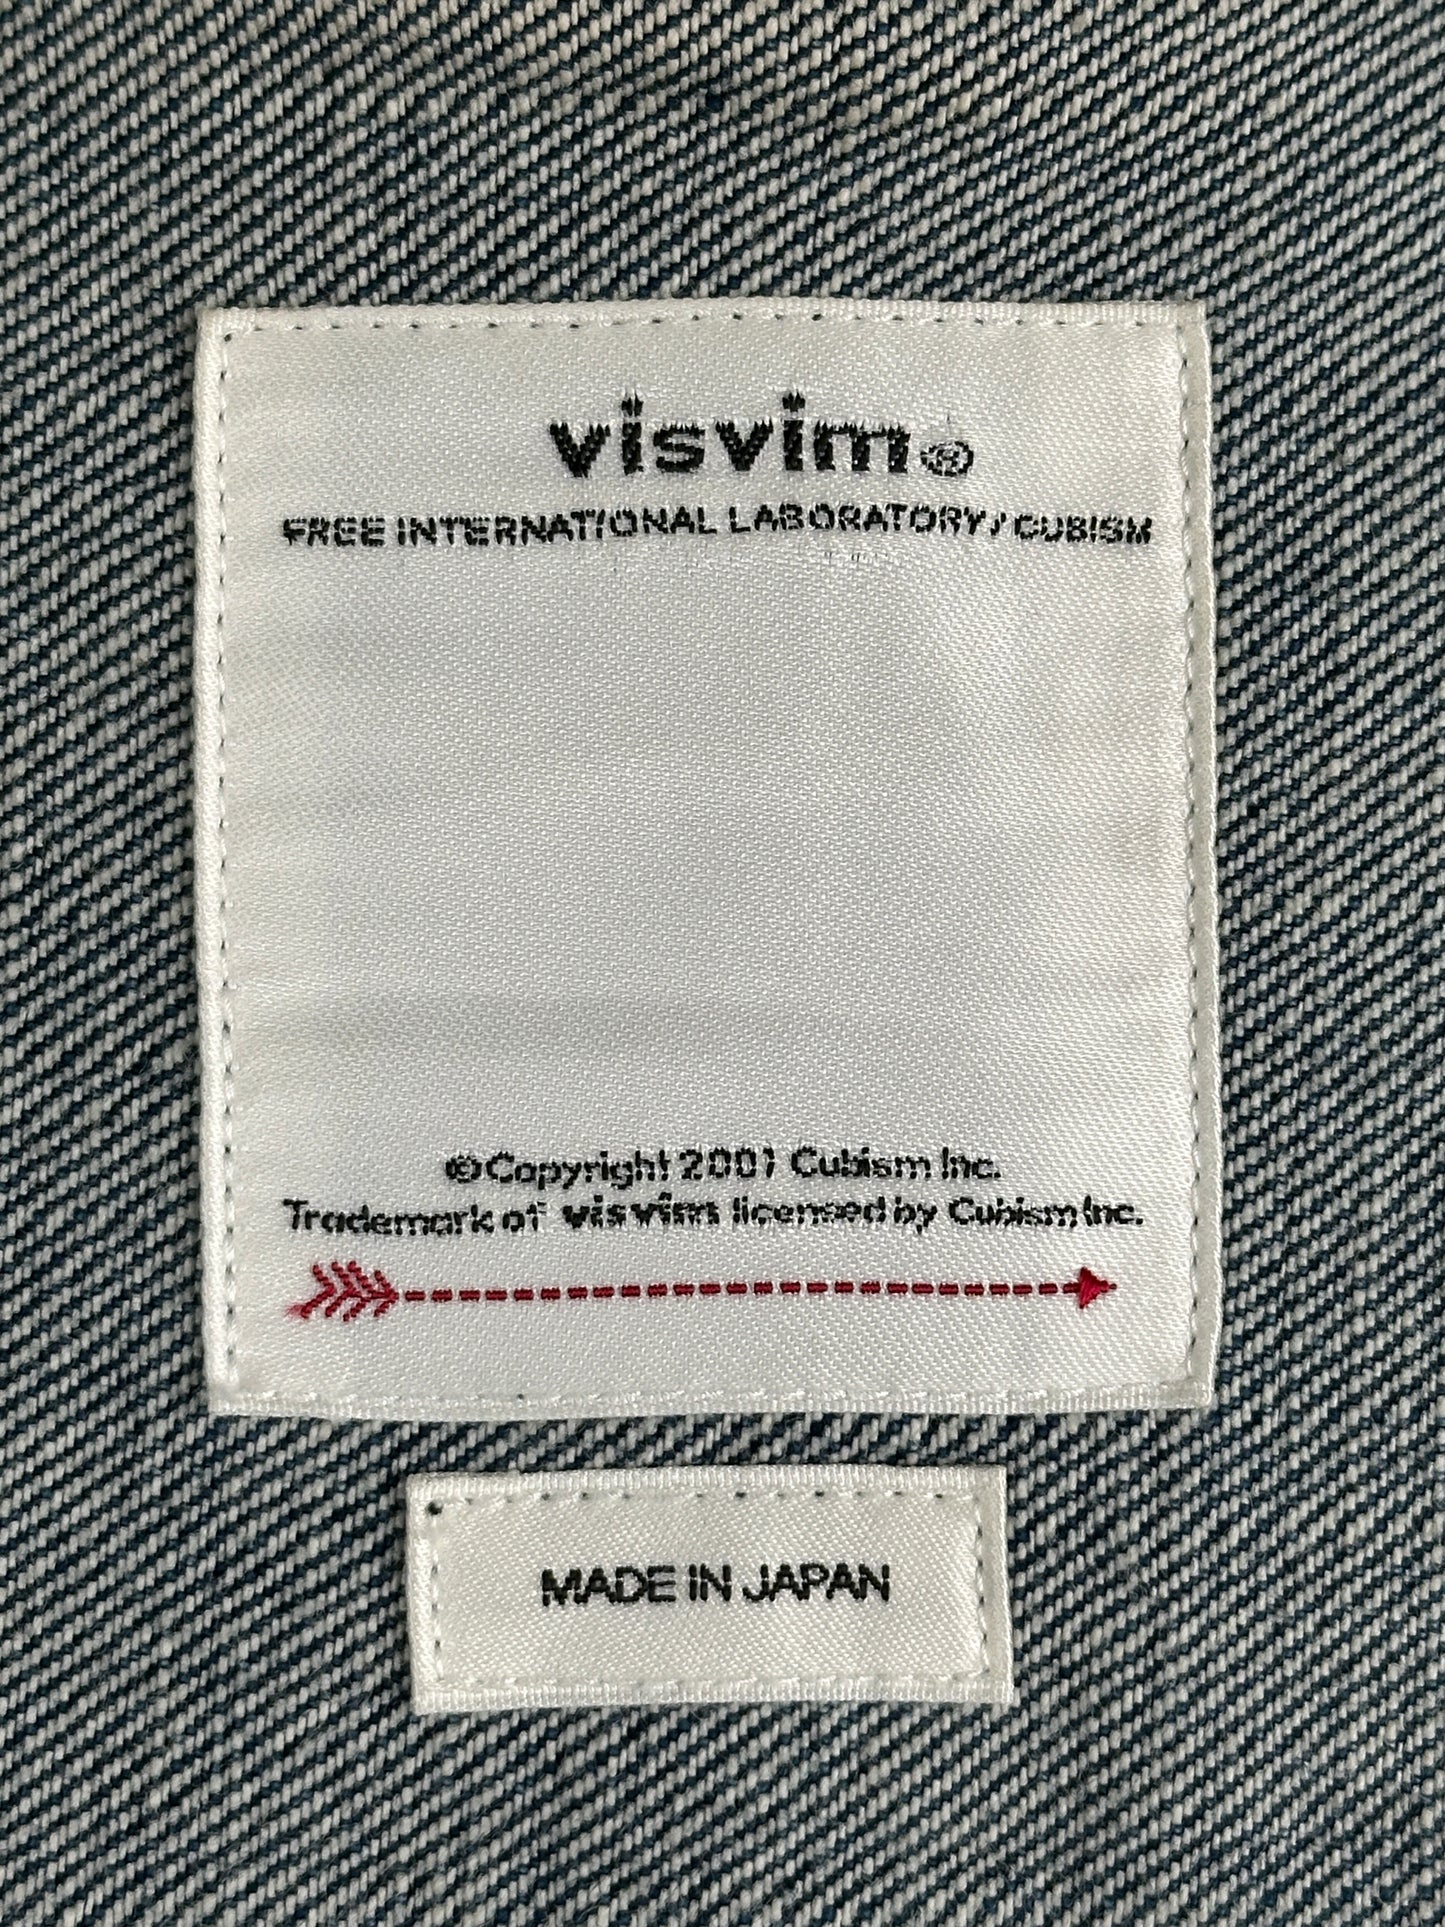 visvim®
FREE INTERNATIONAL LABORATORY / CUBISM
© Copyright 2001 Cubism Inc.
Trademark of visvim licensed by Cubism Inc.
MADE IN JAPAN